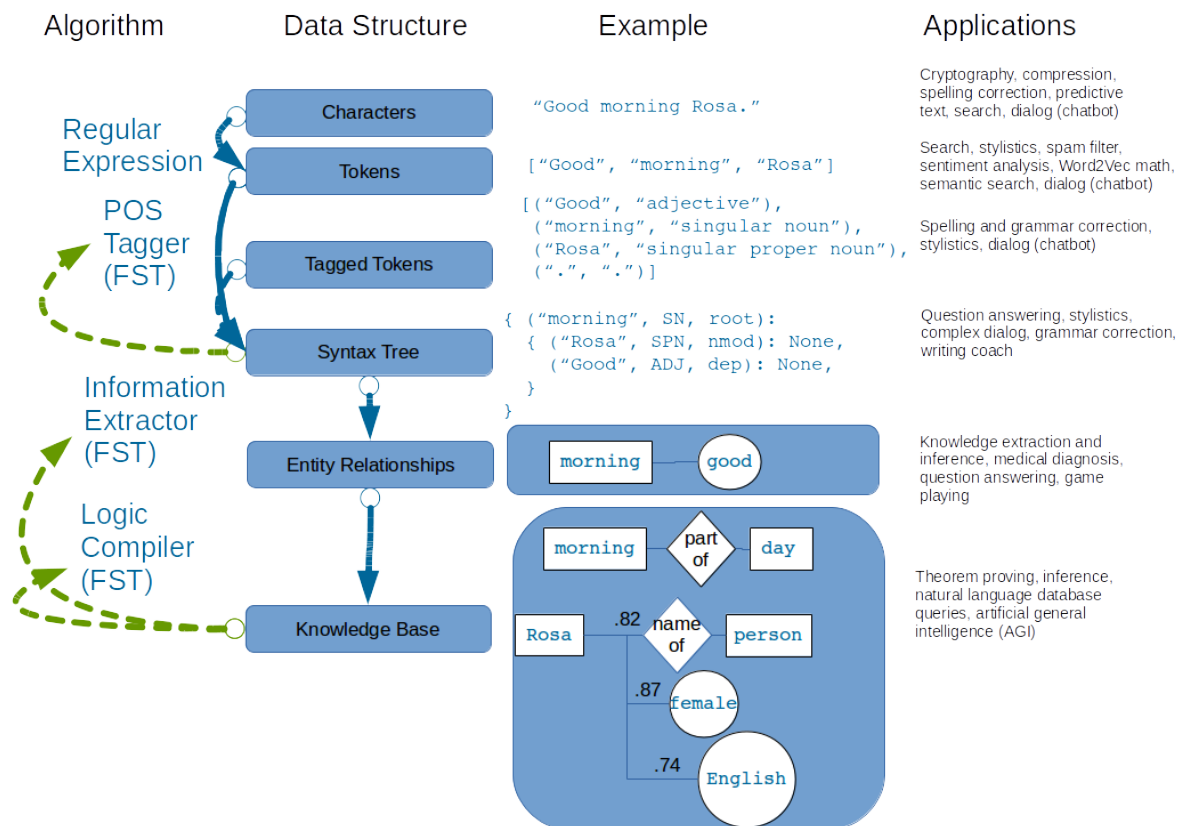 Algorithm
Data Structure
Example
Applications
Regular
Expression
POS
Tagger
(FST)
Information
Extractor
(FST)
Logic
Compiler
(FST)
Characters
Tokens
Tagged Tokens
Syntax Tree
Entity Relationships
Knowledge Base
“Good morning Rosa.”
[“Good”, “morning”, “Rosa”]
[(“Good”, “adjective”),
(“morning”, “singular noun”),
(“Rosa”, “singular proper noun”),
(“.”, “.”)]
{ (“morning”, SN, root):
{ (“Rosa”, SPN, nmod): None,
(“Good”, ADJ, dep): None,
}
}
morning
good
morning
part
of
day
Rosa
.82
name
of
person
.87
female
.74
English
Cryptography, compression,
spelling correction, predictive
text, search, dialog (chatbot)
Search, stylistics, spam filter,
sentiment analysis, Word2Vec math,
semantic search, dialog (chatbot)
Spelling and grammar correction,
stylistics, dialog (chatbot)
Question answering, stylistics,
complex dialog, grammar correction,
writing coach
Knowledge extraction and
inference, medical diagnosis,
question answering, game
playing
Theorem proving, inference,
natural language database
queries, artificial general
intelligence (AGI)